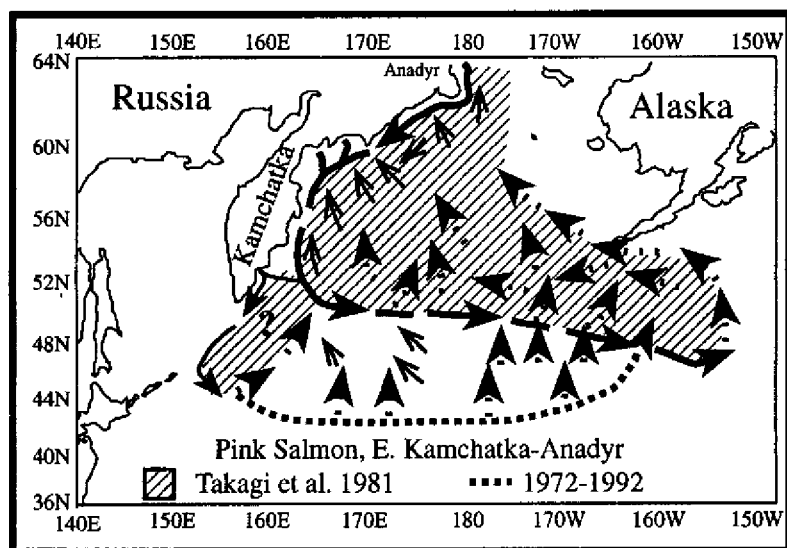 140E 150E 160E 170E 180 170W 160W 150W
64N
Anadyr
Russia Alaska
60N
Kamchatka
56N
52N
?
48N
44N
Pink Salmon, E. Kamchatka-Anadyr
40N
Takagi et al. 1981 1972-1992
36N
140E 150E 160E 170E 180 170W 160W 150W